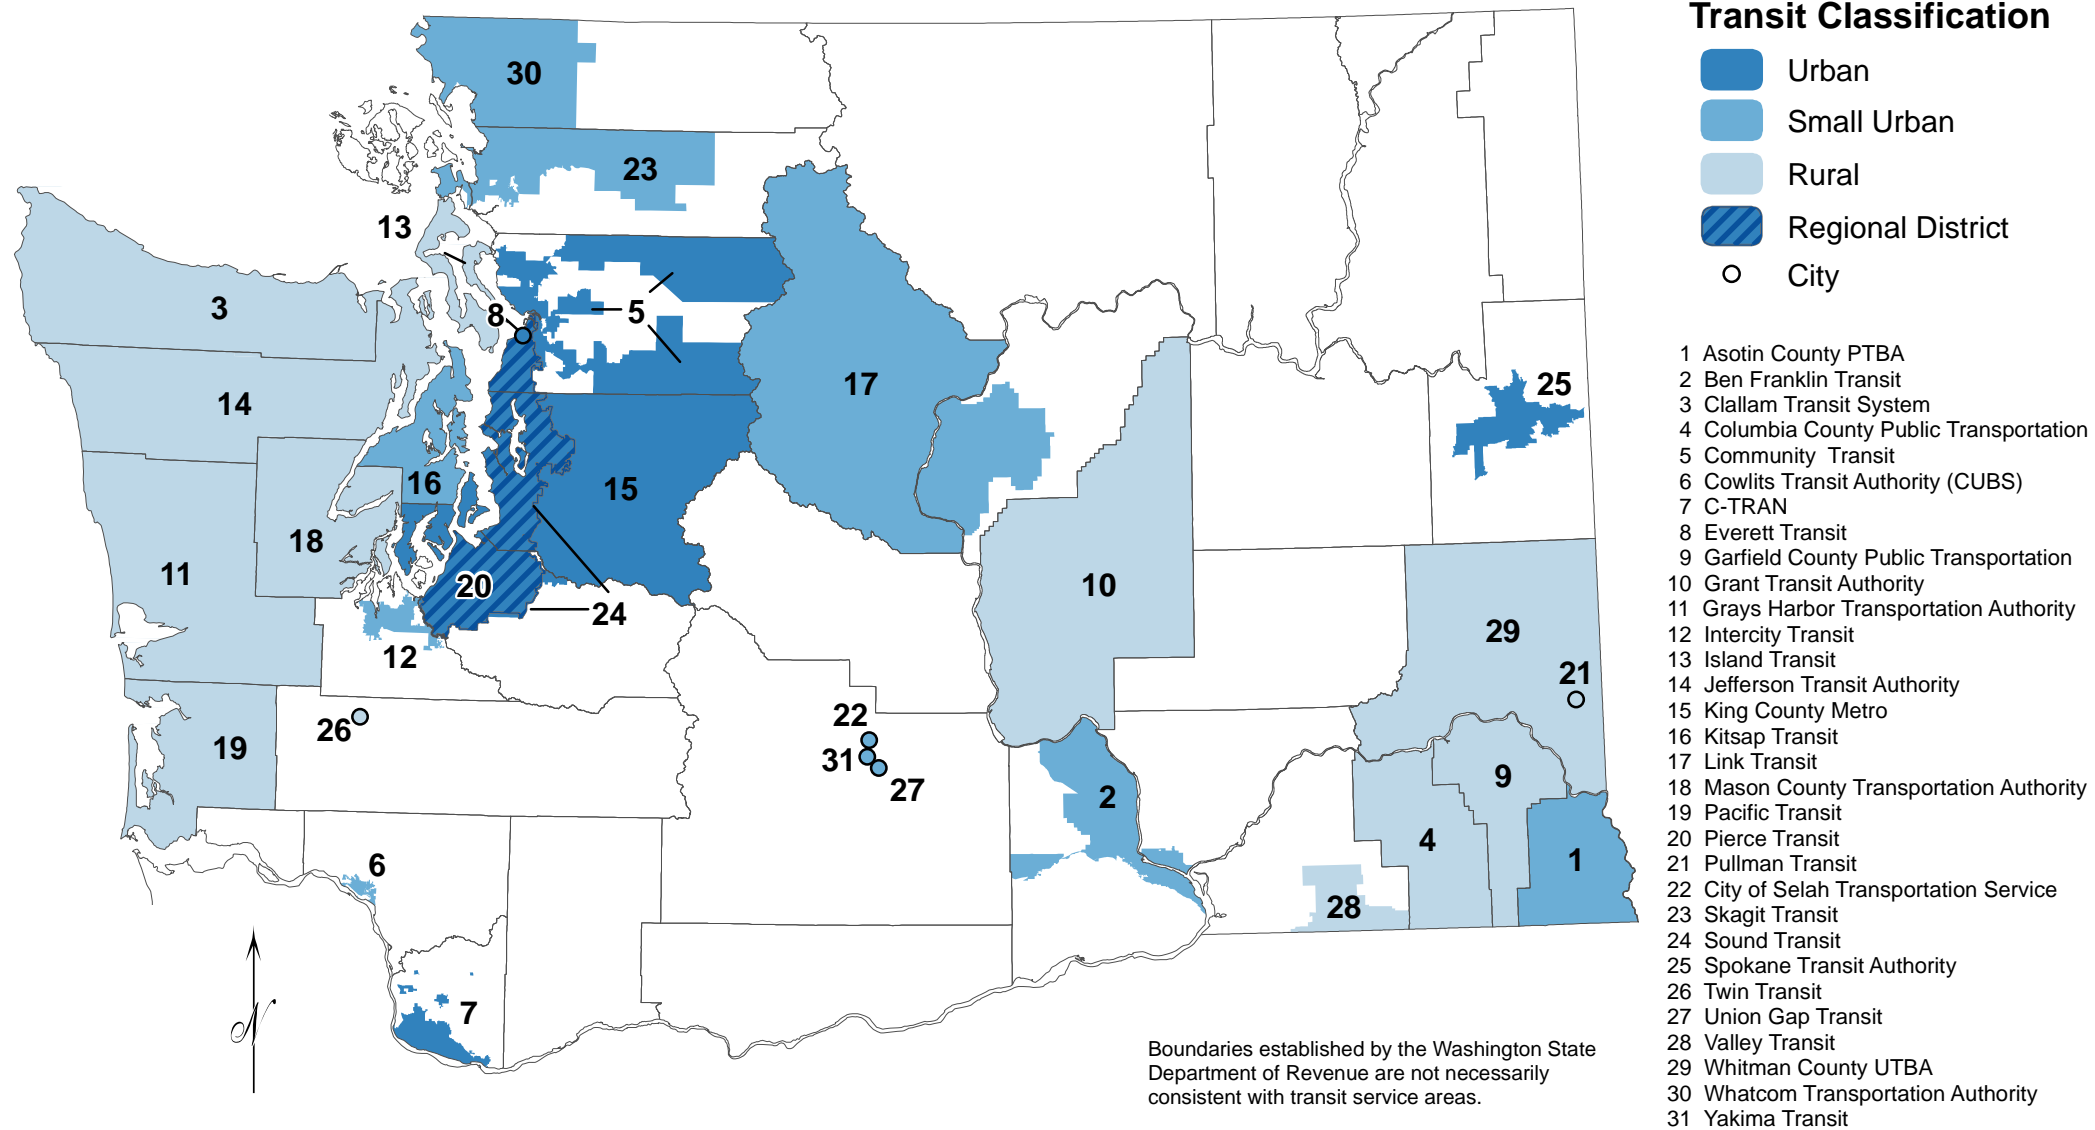 Transit Classification
Urban
Small Urban
Rural
Regional District
City
1 Asotin County PTBA
2 Ben Franklin Transit
3 Clallam Transit System
4 Columbia County Public Transportation
5 Community  Transit
6 Cowlits Transit Authority (CUBS)
7 C-TRAN
8 Everett Transit
9 Garfield County Public Transportation
10 Grant Transit Authority
11 Grays Harbor Transportation Authority
12 Intercity Transit
13 Island Transit
14 Jefferson Transit Authority
15 King County Metro
16 Kitsap Transit
17 Link Transit
18 Mason County Transportation Authority
19 Pacific Transit
20 Pierce Transit
21 Pullman Transit
22 City of Selah Transportation Service
23 Skagit Transit
24 Sound Transit
25 Spokane Transit Authority
26 Twin Transit
27 Union Gap Transit
28 Valley Transit
29 Whitman County UTBA
30 Whatcom Transportation Authority
31 Yakima Transit
30
23
13
3
8
5
17
25
14
16
15
18
11
20
10
24
29
12
21
22
26
19
31
27
9
2
4
1
6
28
7
N
Boundaries established by the Washington State
Department of Revenue are not necessarily
consistent with transit service areas.